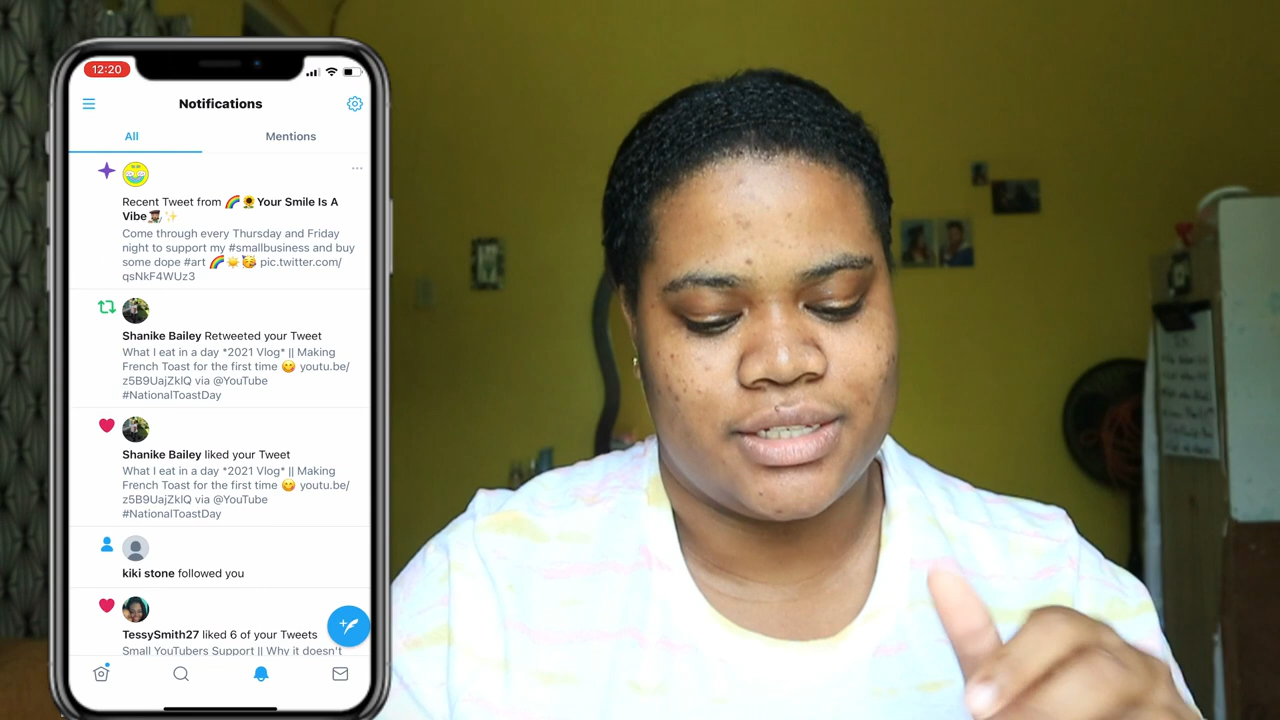 12:20
Notifications
All
Mentions
Recent Tweet from 🌈🌻Your Smile Is A
Vibe👩🏿‍🎨✨
Come through every Thursday and Friday
night to support my #smallbusiness and buy
some dope #art 🌈☀️🥳 pic.twitter.com/
qsNkF4WUz3
Shanike Bailey Retweeted your Tweet
What I eat in a day *2021 Vlog* || Making
French Toast for the first time 😋 youtu.be/
z5B9UajZklQ via @YouTube
#NationalToastDay
Shanike Bailey liked your Tweet
What I eat in a day *2021 Vlog* || Making
French Toast for the first time 😋 youtu.be/
z5B9UajZklQ via @YouTube
#NationalToastDay
kiki stone followed you
TessySmith27 liked 6 of your Tweets
Small YouTubers Support || Why it doesn't